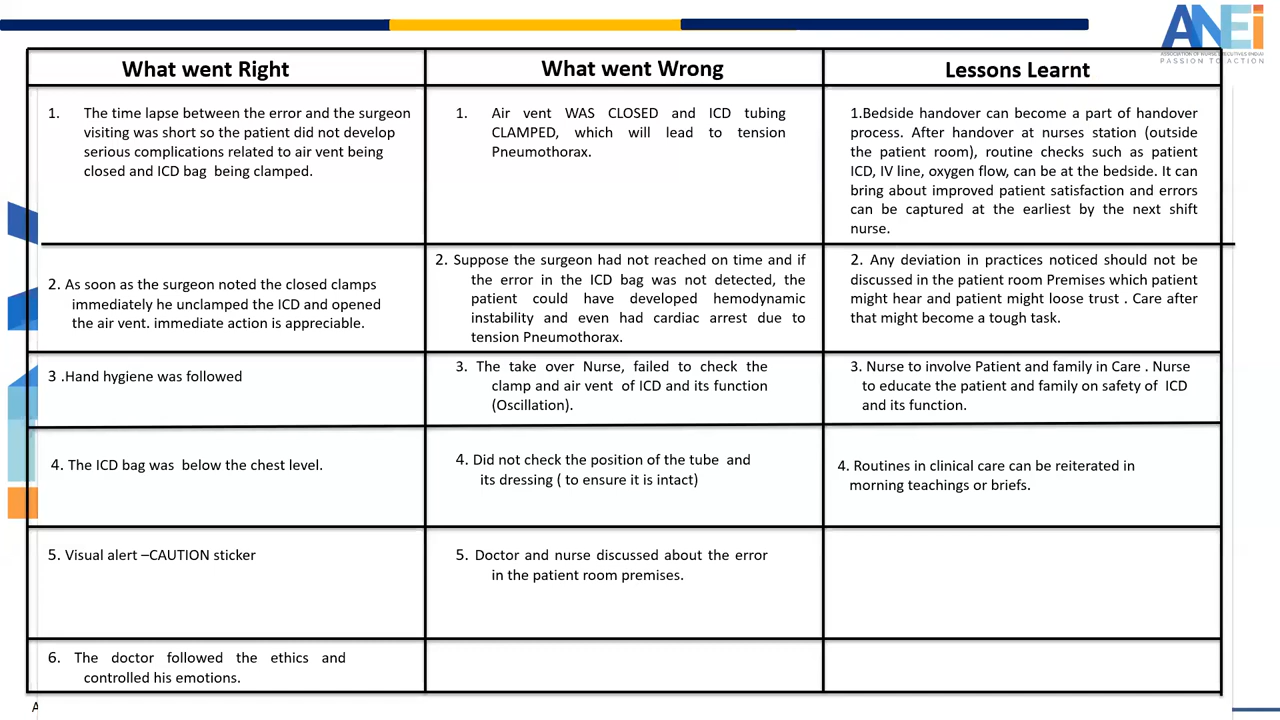 ANEi
ASSOCIATION OF NURSE EXECUTIVES (INDIA)
PASSION TO ACTION
What went Right
What went Wrong
Lessons Learnt
1. The time lapse between the error and the surgeon
visiting was short so the patient did not develop
serious complications related to air vent being
closed and ICD bag being clamped.
1. Air vent WAS CLOSED and ICD tubing
CLAMPED, which will lead to tension
Pneumothorax.
1.Bedside handover can become a part of handover
process. After handover at nurses station (outside
the patient room), routine checks such as patient
ICD, IV line, oxygen flow, can be at the bedside. It can
bring about improved patient satisfaction and errors
can be captured at the earliest by the next shift
nurse.
2. As soon as the surgeon noted the closed clamps
immediately he unclamped the ICD and opened
the air vent. immediate action is appreciable.
2. Suppose the surgeon had not reached on time and if
the error in the ICD bag was not detected, the
patient could have developed hemodynamic
instability and even had cardiac arrest due to
tension Pneumothorax.
2. Any deviation in practices noticed should not be
discussed in the patient room Premises which patient
might hear and patient might loose trust . Care after
that might become a tough task.
3 .Hand hygiene was followed
3. The take over Nurse, failed to check the
clamp and air vent of ICD and its function
(Oscillation).
3. Nurse to involve Patient and family in Care . Nurse
to educate the patient and family on safety of ICD
and its function.
4. The ICD bag was below the chest level.
4. Did not check the position of the tube and
its dressing ( to ensure it is intact)
4. Routines in clinical care can be reiterated in
morning teachings or briefs.
5. Visual alert –CAUTION sticker
5. Doctor and nurse discussed about the error
in the patient room premises.
6. The doctor followed the ethics and
controlled his emotions.
A